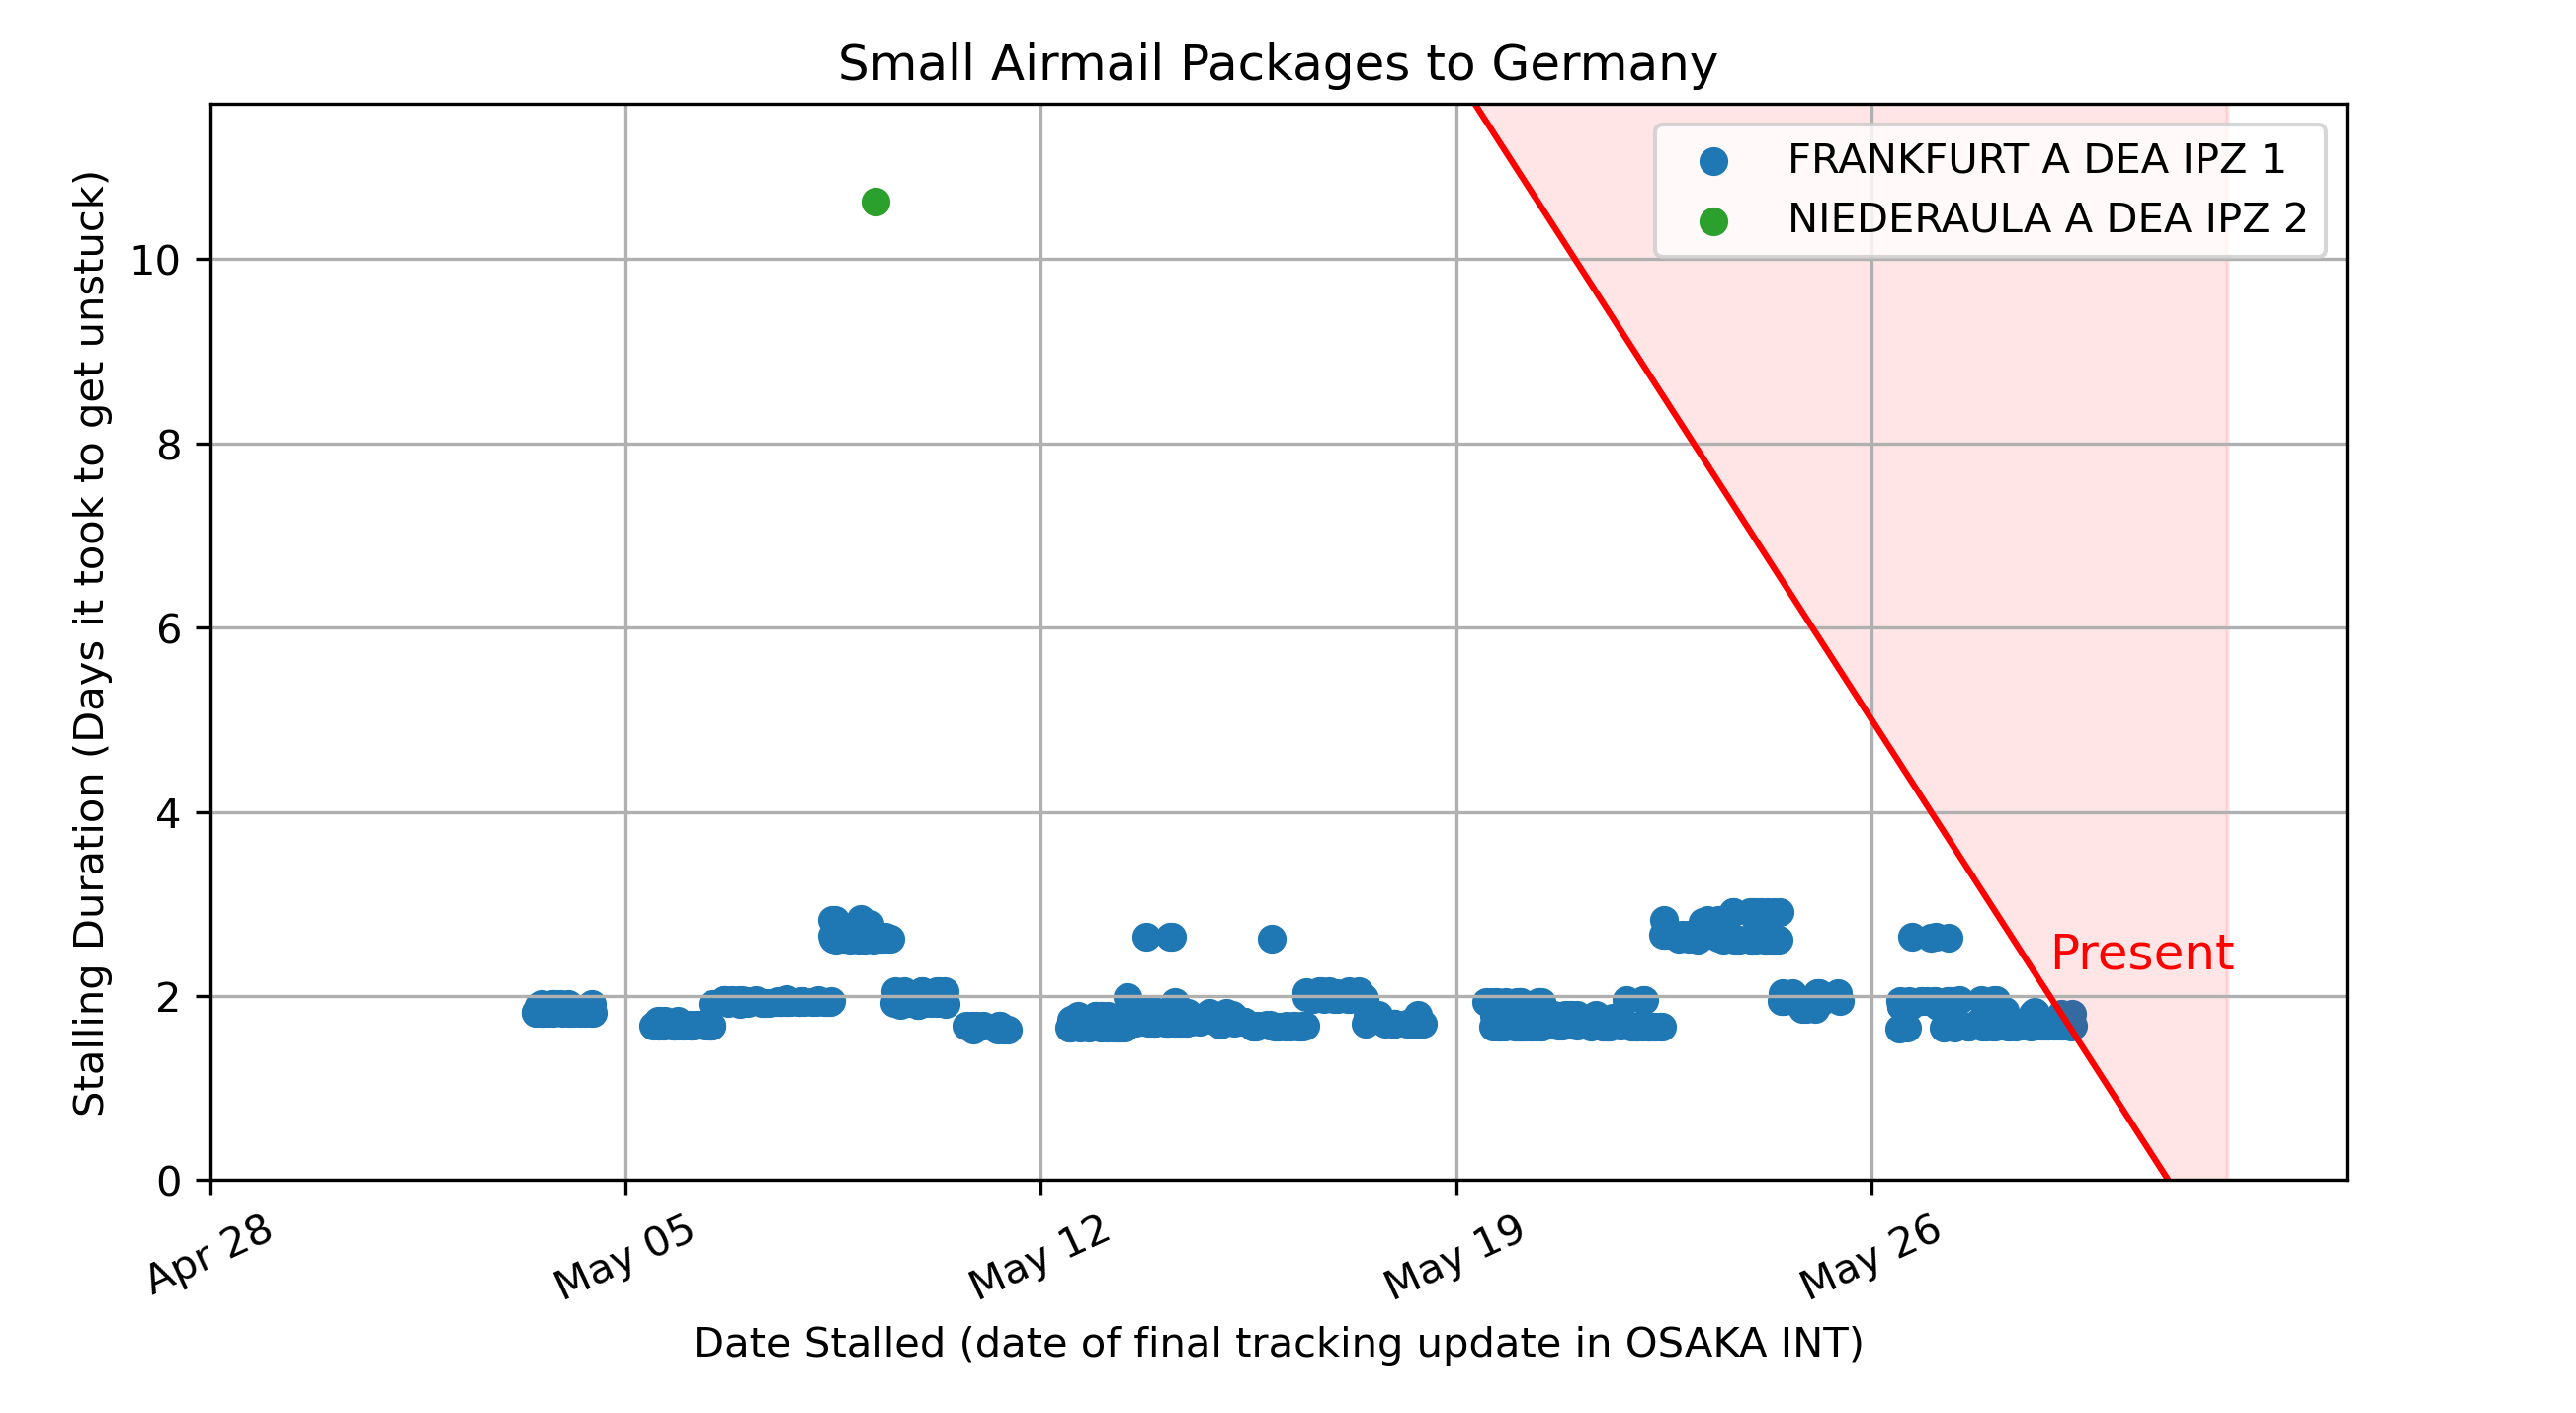 Small Airmail Packages to Germany
FRANKFURT A DEA IPZ 1
NIEDERAULA A DEA IPZ 2
Stalling Duration (Days it took to get unstuck)
10
8
6
4
2
0
Present
Apr 28
May 05
May 12
May 19
May 26
Date Stalled (date of final tracking update in OSAKA INT)